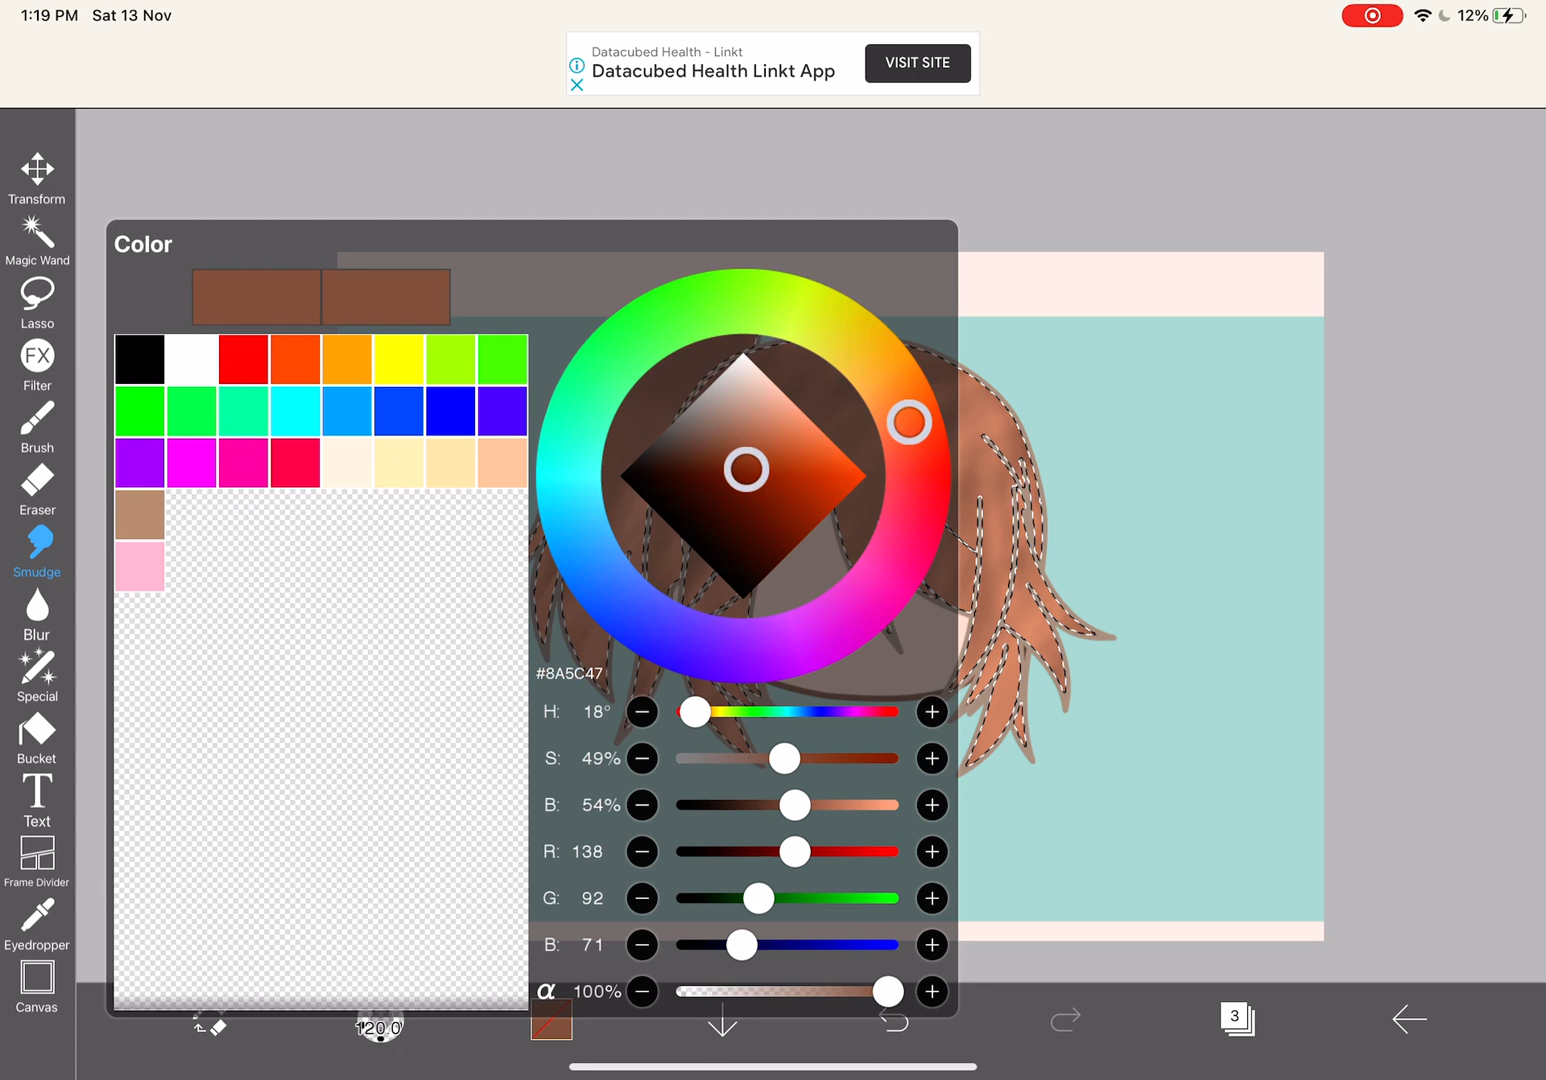 1:19 PM Sat 13 Nov
12%
Datacubed Health - Linkt
Datacubed Health Linkt App
VISIT SITE
Transform
Magic Wand
Lasso
FX
Filter
Brush
Eraser
Smudge
Blur
Special
Bucket
T
Text
Frame Divider
Eyedropper
Canvas
Color
#8A5C47
H: 18°
S: 49%
B: 54%
R: 138
G: 92
B: 71
α 100%
120.0
3